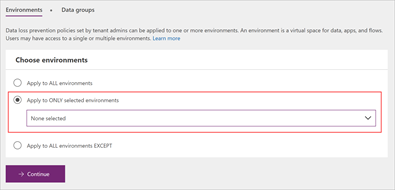 Environments • Data groups
Data loss prevention policies set by tenant admins can be applied to one or more environments. An environment is a virtual space for data, apps, and flows.
Users may have access to a single or multiple environments. Learn more
Choose environments
Apply to ALL environments
Apply to ONLY selected environments
None selected
Apply to ALL environments EXCEPT
→ Continue